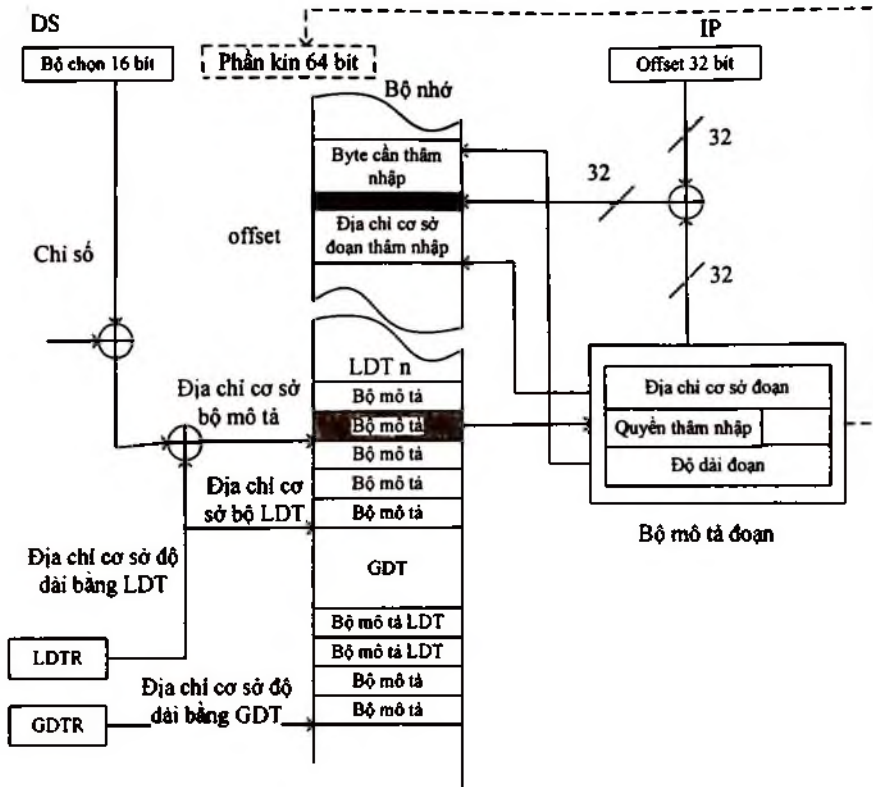 DS
IP
Bộ chọn 16 bít
Phần kín 64 bit
Offset 32 bit
Bộ nhớ
32
Byte cần thâm
nhập
32
offset
Địa chỉ cơ sở
đoạn thâm nhập
Chỉ số
32
LDT n
Địa chỉ cơ sở
bộ mô tả
Bộ mô tả
Bộ mô tả
Bộ mô tả
Bộ mô tả
Bộ mô tả
Địa chỉ cơ sở đoạn
Quyền thâm nhập
Độ dài đoạn
Địa chỉ cơ
sở bộ LDT
Bộ mô tả đoạn
Địa chỉ cơ sở độ
dài bảng LDT
GDT
Bộ mô tả LDT
Bộ mô tả LDT
Bộ mô tả
Bộ mô tả
LDTR
Địa chỉ cơ sở độ
dài bảng GDT
GDTR